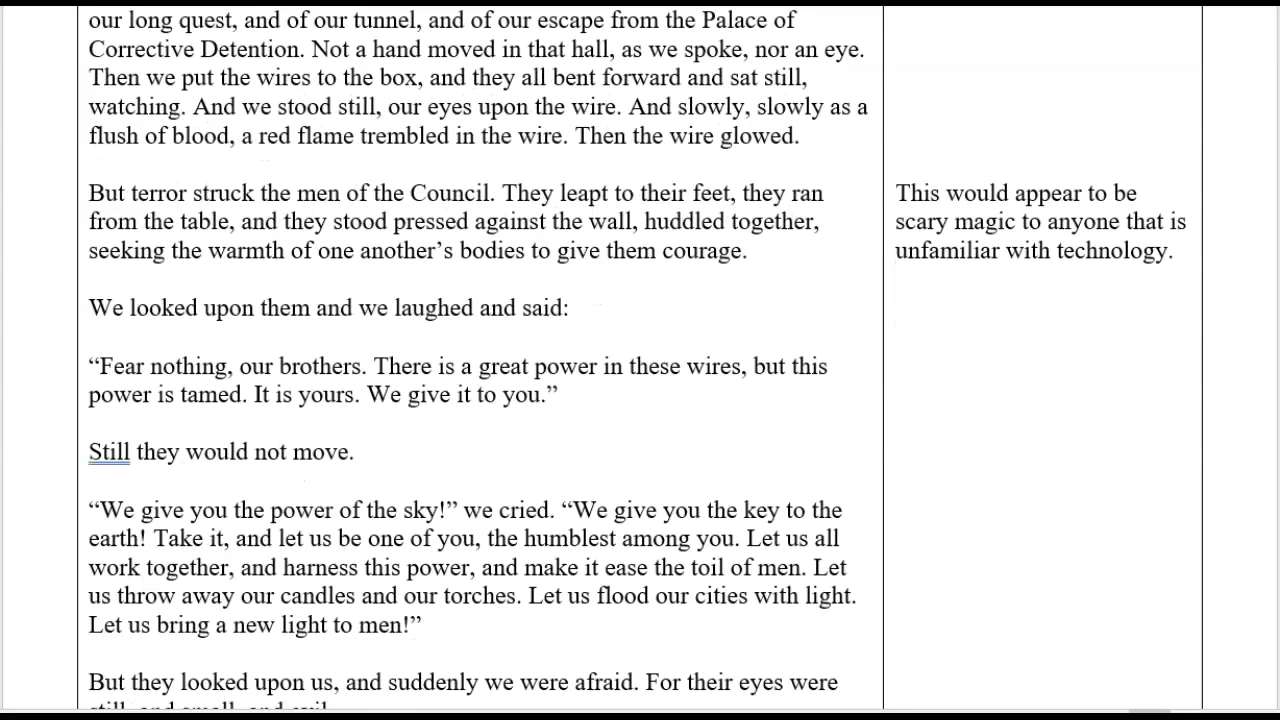 our long quest, and of our tunnel, and of our escape from the Palace of
Corrective Detention. Not a hand moved in that hall, as we spoke, nor an eye.
Then we put the wires to the box, and they all bent forward and sat still,
watching. And we stood still, our eyes upon the wire. And slowly, slowly as a
flush of blood, a red flame trembled in the wire. Then the wire glowed.
But terror struck the men of the Council. They leapt to their feet, they ran
from the table, and they stood pressed against the wall, huddled together,
seeking the warmth of one another’s bodies to give them courage.
This would appear to be
scary magic to anyone that is
unfamiliar with technology.
We looked upon them and we laughed and said:
“Fear nothing, our brothers. There is a great power in these wires, but this
power is tamed. It is yours. We give it to you.”
Still they would not move.
“We give you the power of the sky!” we cried. “We give you the key to the
earth! Take it, and let us be one of you, the humblest among you. Let us all
work together, and harness this power, and make it ease the toil of men. Let
us throw away our candles and our torches. Let us flood our cities with light.
Let us bring a new light to men!”
But they looked upon us, and suddenly we were afraid. For their eyes were
still, and small, and evil.